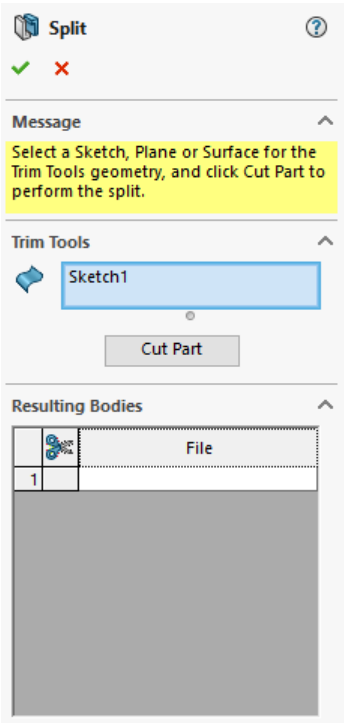 Split
Message
Select a Sketch, Plane or Surface for the
Trim Tools geometry, and click Cut Part to
perform the split.
Trim Tools
Sketch1
Cut Part
Resulting Bodies
File
1